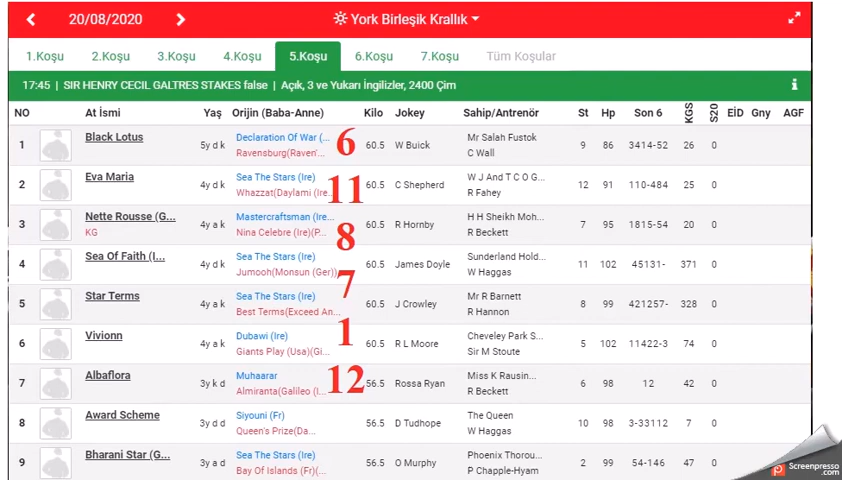 20/08/2020 York Birleşik Krallık
1.Koşu 2.Koşu 3.Koşu 4.Koşu 5.Koşu 6.Koşu 7.Koşu Tüm Koşular
17:45 | SIR HENRY CECIL GALTRES STAKES false | Açık, 3 ve Yukarı İngilizler, 2400 Çim
NO At İsmi Yaş Orijin (Baba-Anne) Kilo Jokey Sahip/Antrenör St Hp Son 6 KGS S20 EİD Gny AGF
1 Black Lotus 5y d k Declaration Of War (... 60.5 W Buick Mr Salah Fustok 9 86 3414-52 26 0
Ravensburg(Raven'... C Wall
6
2 Eva Maria 4y d k Sea The Stars (Ire) 60.5 C Shepherd W J And T C O G... 12 91 110-484 25 0
Whazzat(Daylami (Ire... R Fahey
11
3 Nette Rousse (G... 4y a k Mastercraftsman (Ire... 60.5 R Hornby H H Sheikh Moh... 7 95 1815-54 20 0
KG Nina Celebre (Ire)(P... R Beckett
8
4 Sea Of Faith (I... 4y d k Sea The Stars (Ire) 60.5 James Doyle Sunderland Hold... 11 102 45131- 371 0
Jumooh(Monsun (Ger)) W Haggas
7
5 Star Terms 4y a k Sea The Stars (Ire) 60.5 J Crowley Mr R Barnett 8 99 421257- 328 0
Best Terms(Exceed An... R Hannon
1
6 Vivionn 4y a k Dubawi (Ire) 60.5 R L Moore Cheveley Park S... 5 102 11422-3 74 0
Giants Play (Usa)(Gi... Sir M Stoute
12
7 Albaflora 3y k d Muhaarar 56.5 Rossa Ryan Miss K Rausin... 6 98 12 42 0
Almiranta(Galileo (I... R Beckett
8 Award Scheme 3y d d Siyouni (Fr) 56.5 D Tudhope The Queen 10 98 3-33112 7 0
Queen's Prize(Da... W Haggas
9 Bharani Star (G... 3y a d Sea The Stars (Ire) 56.5 O Murphy Phoenix Thorou... 2 99 54-146 47 0
Bay Of Islands (Fr)(... P Chapple-Hyam
Screenpresso
.com